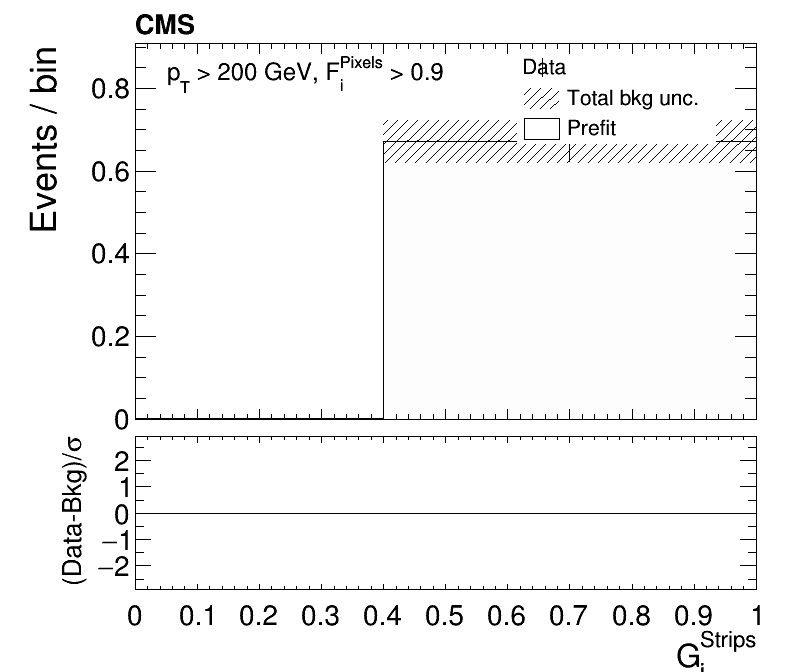 CMS
p_T > 200 GeV, F_i^Pixels > 0.9
Data
Total bkg unc.
Prefit
Events / bin
0.8
0.6
0.4
0.2
0
(Data-Bkg)/σ
2
1
0
−1
−2
0 0.1 0.2 0.3 0.4 0.5 0.6 0.7 0.8 0.9 1
G_i^Strips